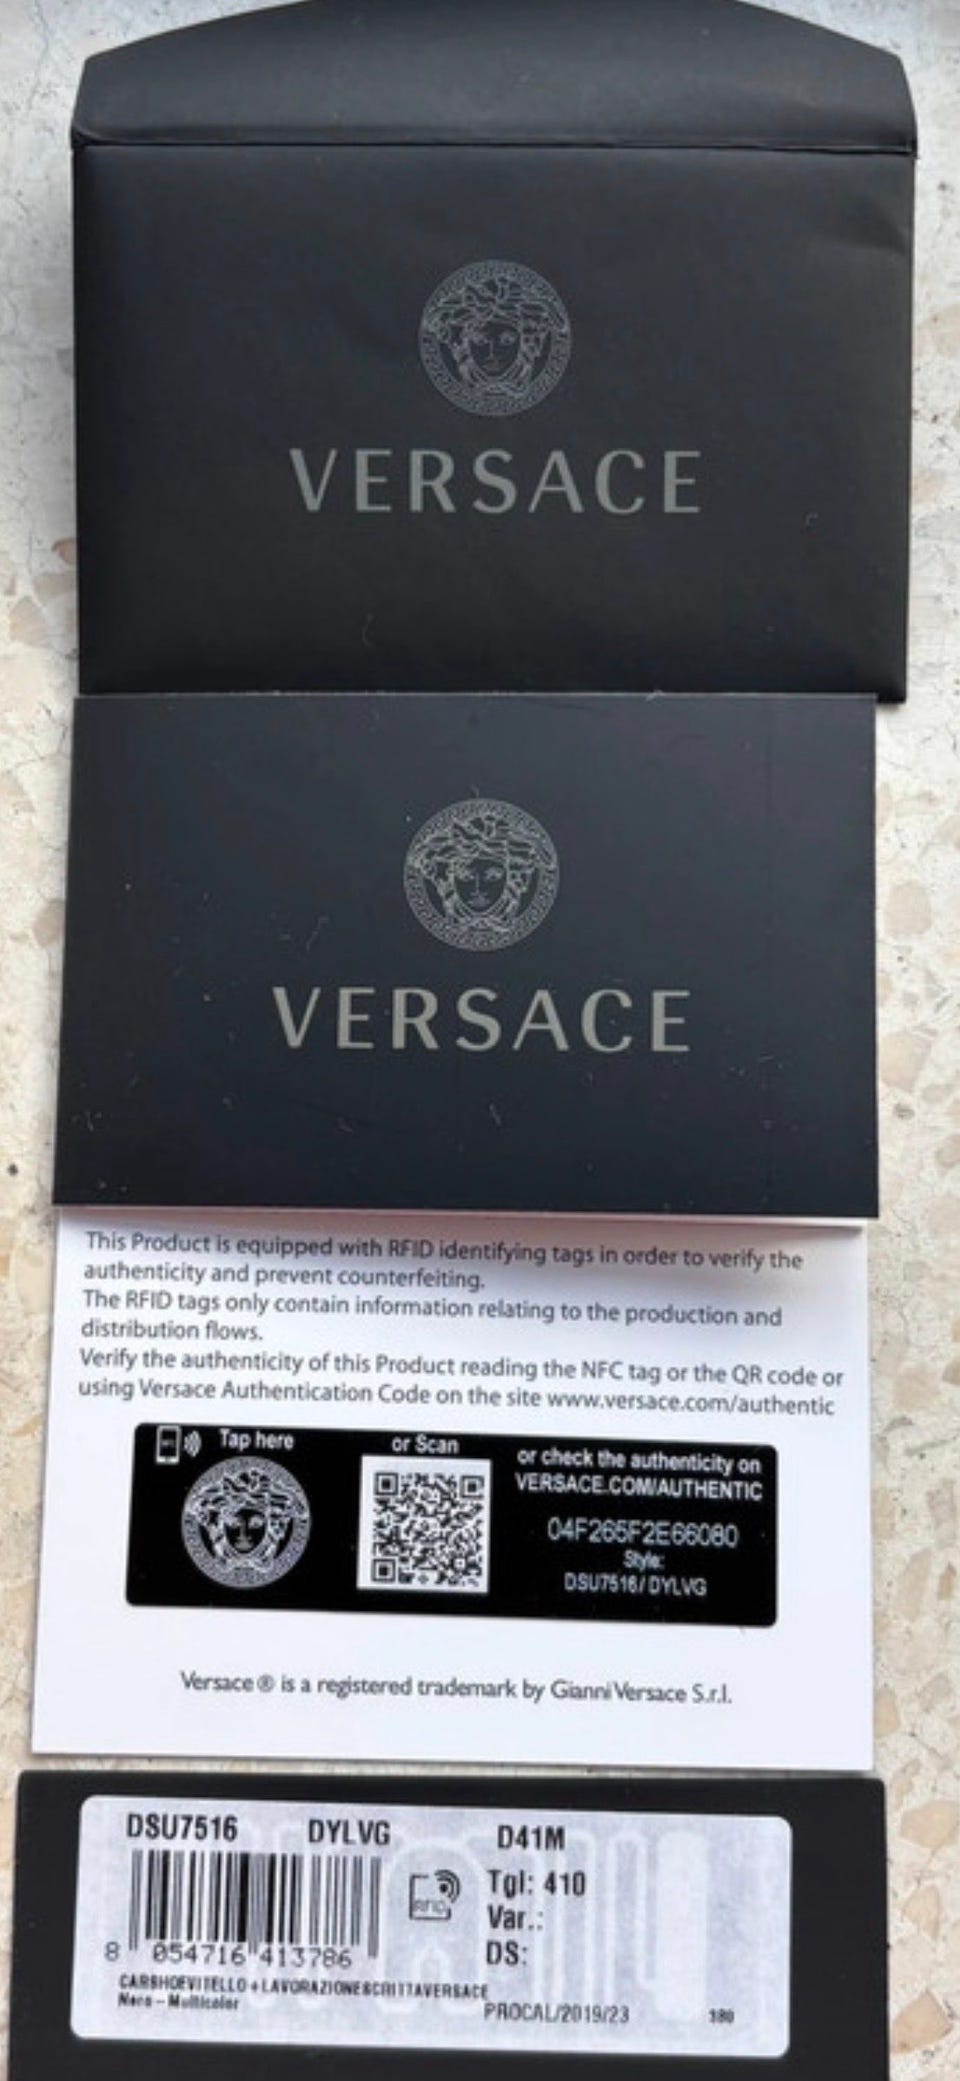 VERSACE
VERSACE
This Product is equipped with RFID identifying tags in order to verify the
authenticity and prevent counterfeiting.
The RFID tags only contain information relating to the production and
distribution flows.
Verify the authenticity of this Product reading the NFC tag or the QR code or
using Versace Authentication Code on the site www.versace.com/authentic
Tap here
or Scan
or check the authenticity on
VERSACE.COM/AUTHENTIC
04F265F2E66080
Style:
DSU7516/ DYLVG
Versace® is a registered trademark by Gianni Versace S.r.l.
DSU7516 DYLVG D41M
RFID
Tgl: 410
Var.:
DS:
8 054716 413786
CARSHOEVITELLO+LAVORAZIONESCRITTAVERSACE
Nero-Multicolor
PROCAL/2019/23 180